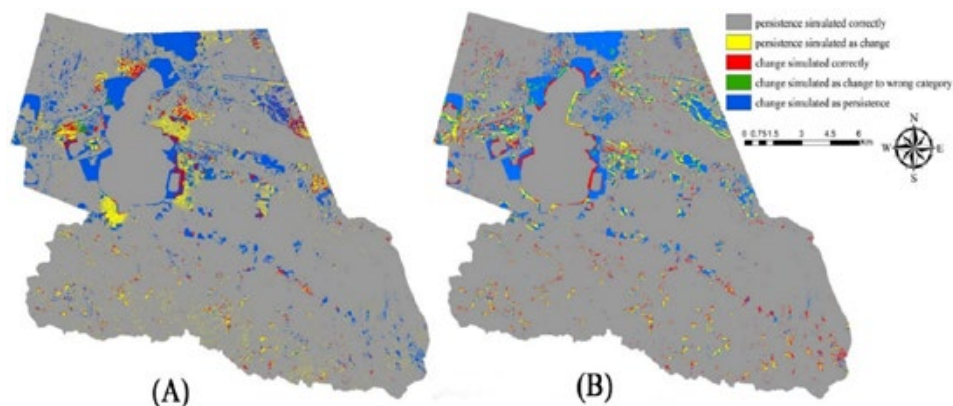 persistence simulated correctly
persistence simulated as change
change simulated correctly
change simulated as change to wrong category
change simulated as persistence
0 0.75 1.5 3 4.5 6
Km
N
W E
S
(A)
(B)